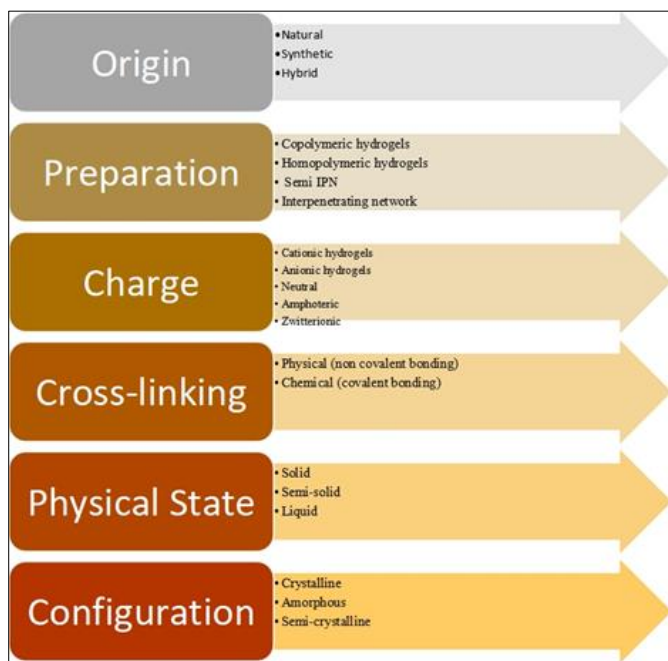 Origin
•Natural
•Synthetic
•Hybrid
Preparation
• Copolymeric hydrogels
• Homopolymeric hydrogels
• Semi IPN
• Interpenetrating network
Charge
• Cationic hydrogels
• Anionic hydrogels
• Neutral
• Amphoteric
• Zwitterionic
Cross-linking
• Physical (non covalent bonding)
• Chemical (covalent bonding)
Physical State
• Solid
• Semi-solid
• Liquid
Configuration
• Crystalline
• Amorphous
• Semi-crystalline